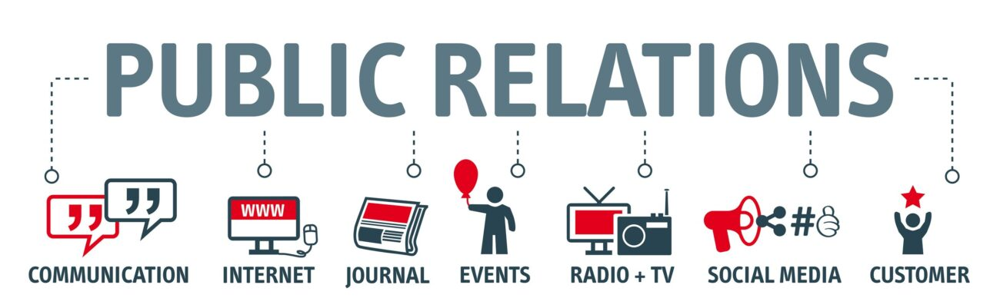 PUBLIC RELATIONS
WWW
#
COMMUNICATION
INTERNET
JOURNAL
EVENTS
RADIO + TV
SOCIAL MEDIA
CUSTOMER